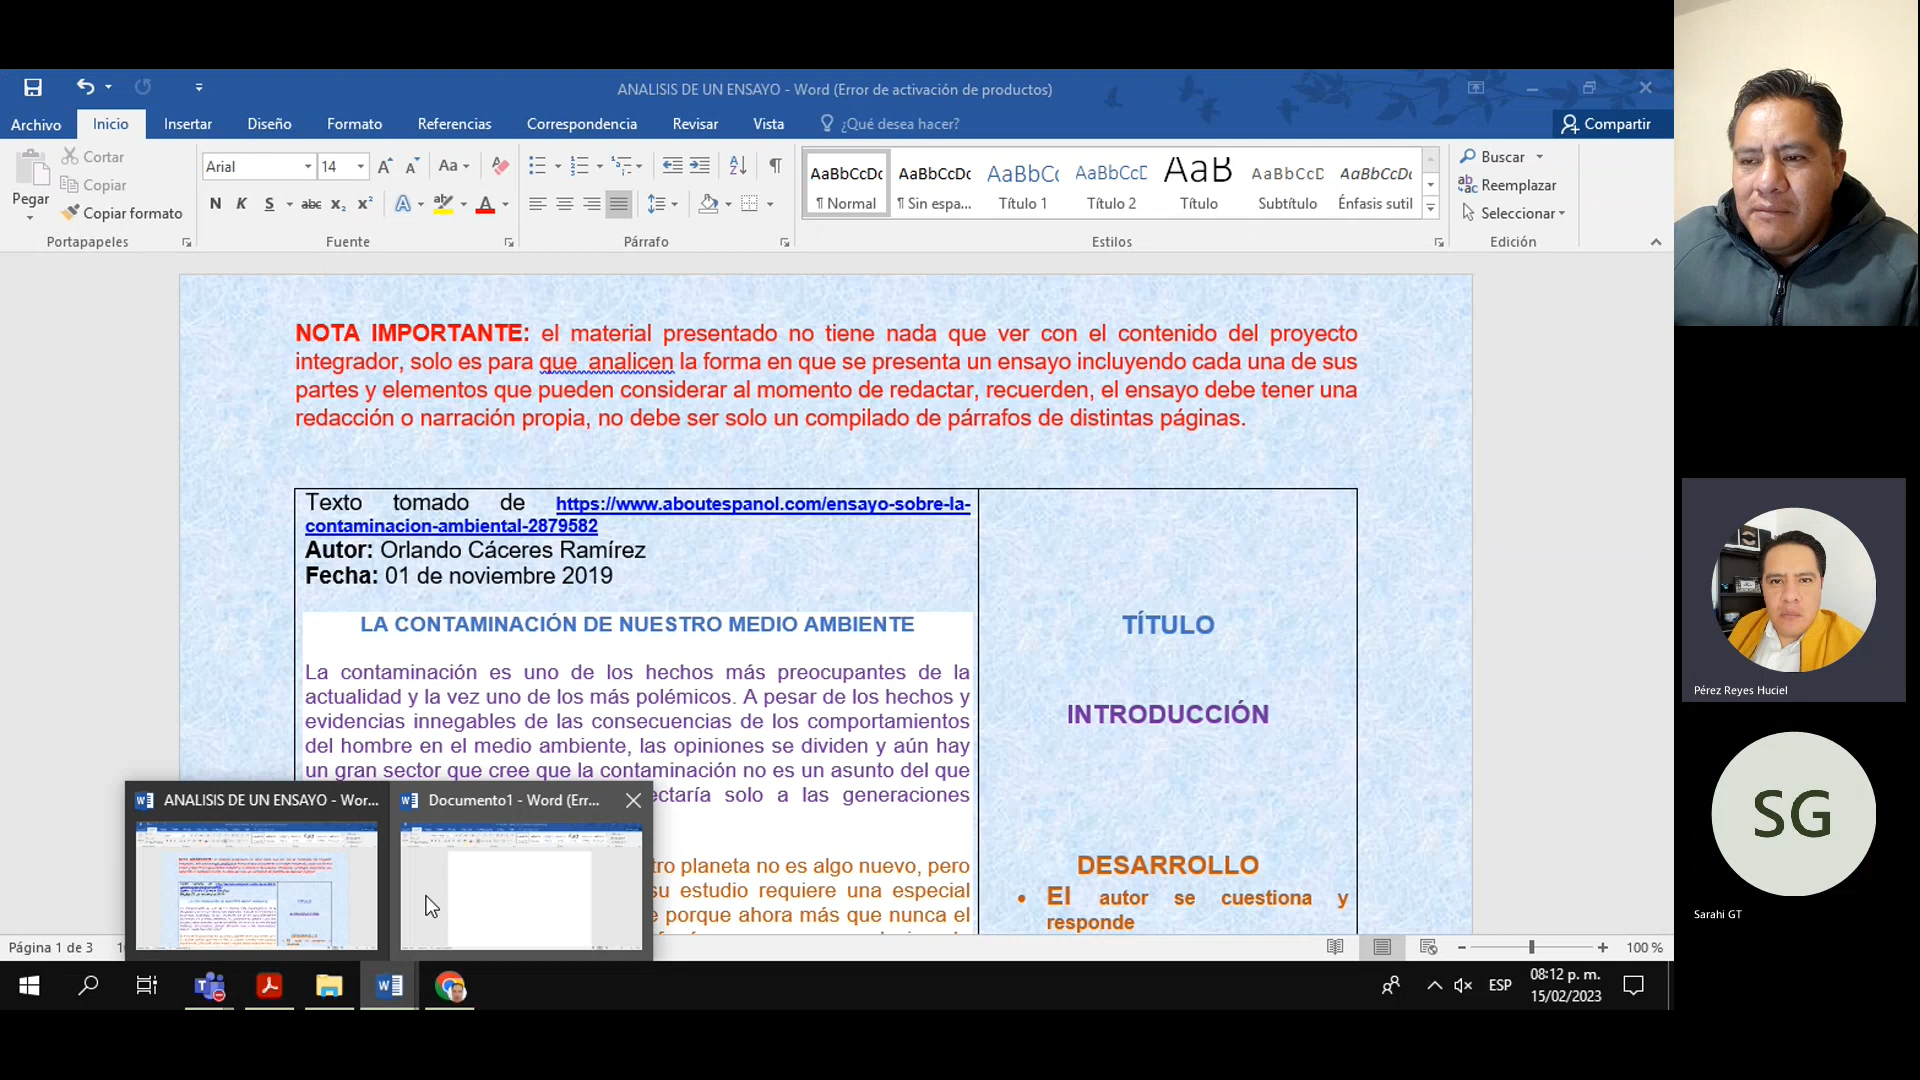 ANALISIS DE UN ENSAYO - Word (Error de activación de productos)
Archivo Inicio Insertar Diseño Formato Referencias Correspondencia Revisar Vista ¿Qué desea hacer? Compartir
Pegar
Cortar
Copiar
Copiar formato
Portapapeles
Arial 14
Aa
N K S abc x₂ x²
A A
Fuente
Párrafo
AaBbCcDc AaBbCcDc AaBbCc AaBbCcD AaB AaBbCcD AaBbCcDc
¶ Normal ¶ Sin espa... Título 1 Título 2 Título Subtítulo Énfasis sutil
Estilos
Buscar
Reemplazar
Seleccionar
Edición
NOTA IMPORTANTE: el material presentado no tiene nada que ver con el contenido del proyecto
integrador, solo es para que analicen la forma en que se presenta un ensayo incluyendo cada una de sus
partes y elementos que pueden considerar al momento de redactar, recuerden, el ensayo debe tener una
redacción o narración propia, no debe ser solo un compilado de párrafos de distintas páginas.
Texto tomado de https://www.aboutespanol.com/ensayo-sobre-la-
contaminacion-ambiental-2879582
Autor: Orlando Cáceres Ramírez
Fecha: 01 de noviembre 2019
LA CONTAMINACIÓN DE NUESTRO MEDIO AMBIENTE
La contaminación es uno de los hechos más preocupantes de la
actualidad y la vez uno de los más polémicos. A pesar de los hechos y
evidencias innegables de las consecuencias de los comportamientos
del hombre en el medio ambiente, las opiniones se dividen y aún hay
un gran sector que cree que la contaminación no es un asunto del que
ectaría solo a las generaciones
tro planeta no es algo nuevo, pero
su estudio requiere una especial
e porque ahora más que nunca el
TÍTULO
INTRODUCCIÓN
DESARROLLO
• El autor se cuestiona y
responde
ANALISIS DE UN ENSAYO - Wor...
Documento1 - Word (Err...
Página 1 de 3
100 %
ESP
08:12 p. m.
15/02/2023
Pérez Reyes Huciel
SG
Sarahi GT